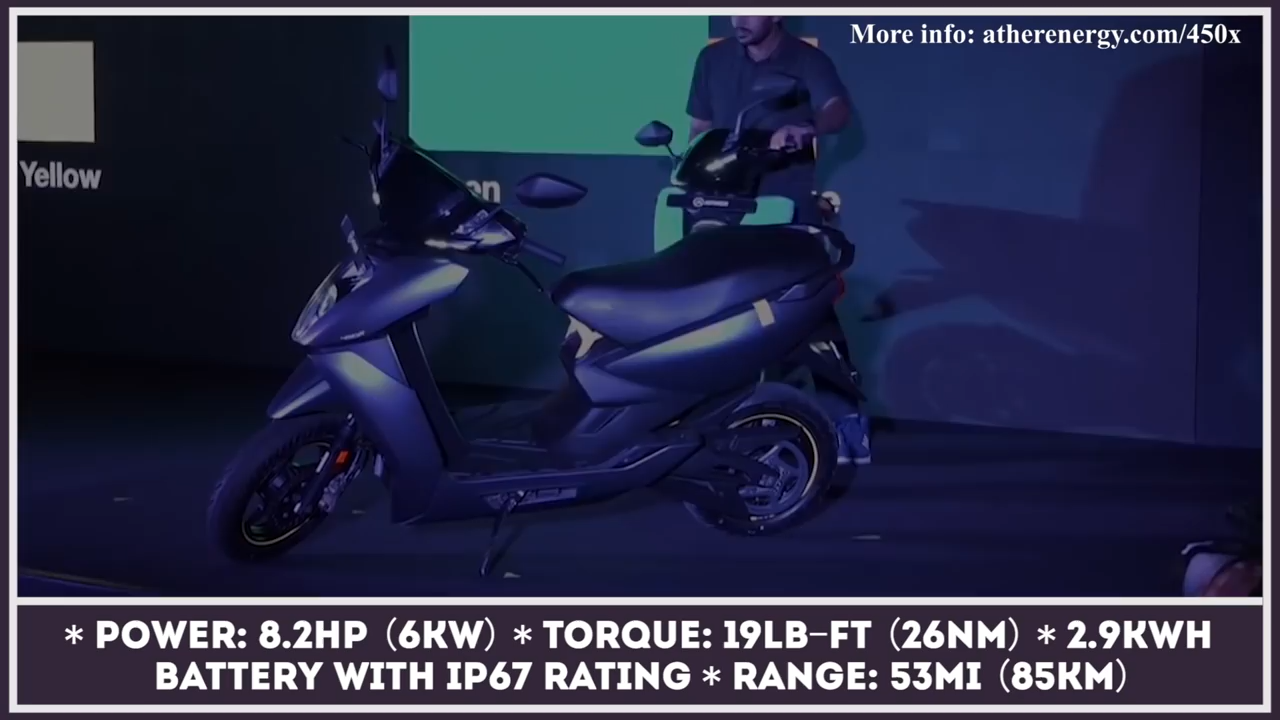 More info: atherenergy.com/450x
Yellow
en
* POWER: 8.2HP (6KW) * TORQUE: 19LB-FT (26NM) * 2.9KWH
BATTERY WITH IP67 RATING * RANGE: 53MI (85KM)